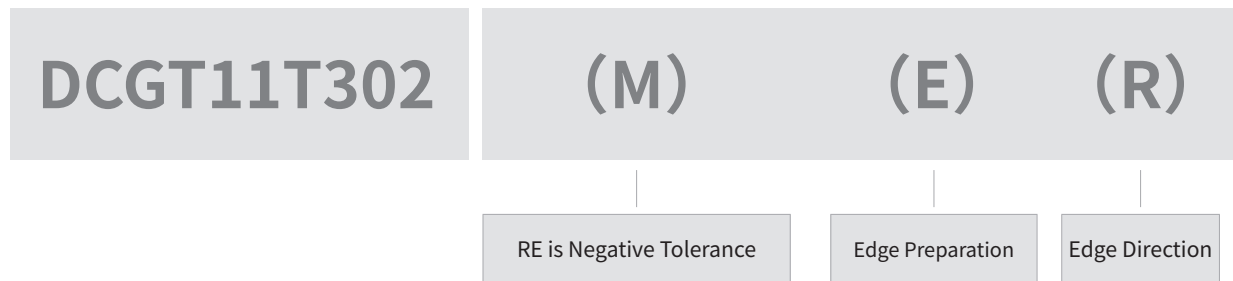 DCGT11T302 (M) (E) (R)
RE is Negative Tolerance Edge Preparation Edge Direction